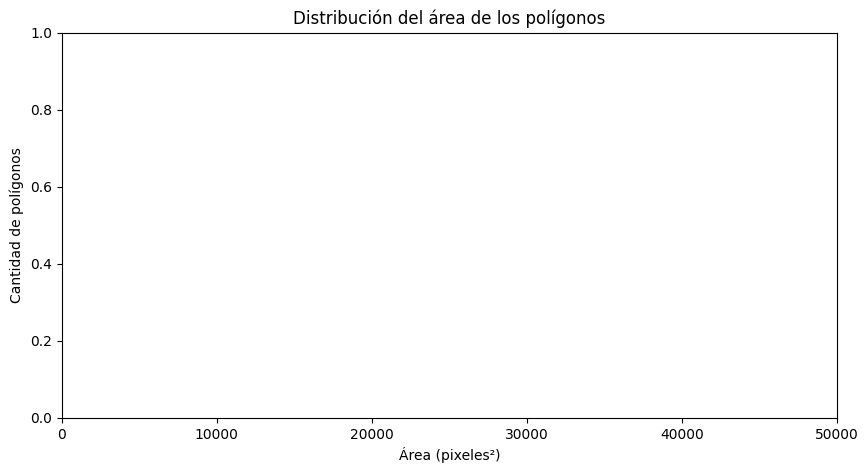 Distribución del área de los polígonos
1.0
0.8
0.6
0.4
0.2
0.0
Cantidad de polígonos
0 10000 20000 30000 40000 50000
Área (pixeles²)